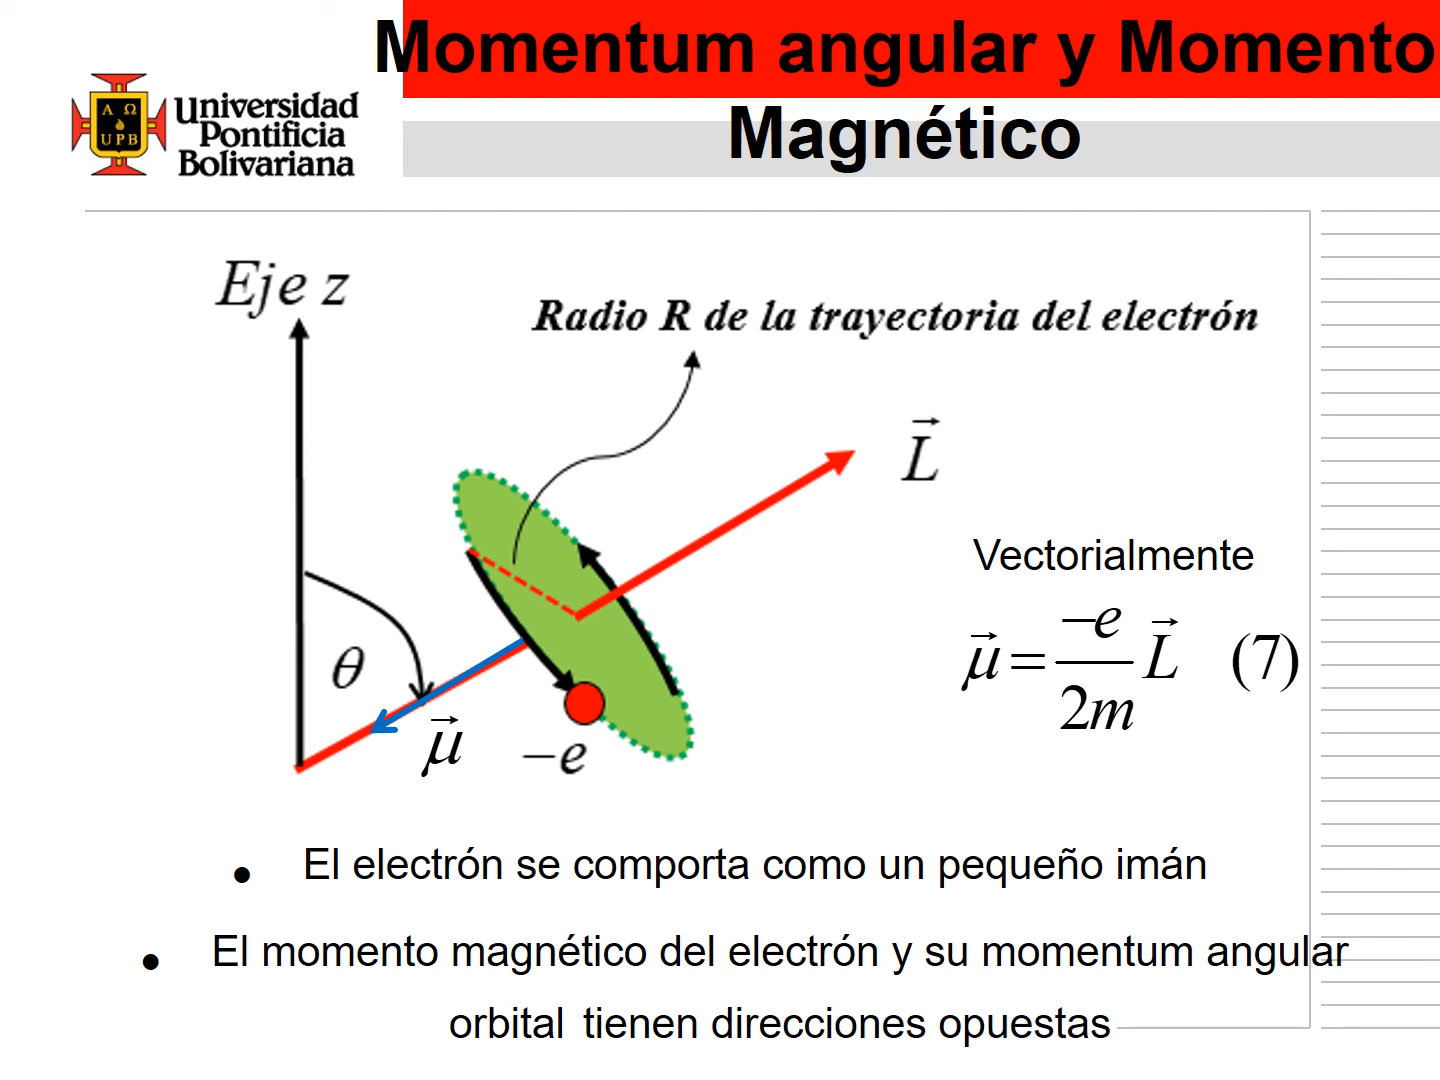 Momentum angular y Momento
Magnético
Λ Ω
UPB
Universidad
Pontificia
Bolivariana
Eje z
Radio R de la trayectoria del electrón
L⃗
Vectorialmente
μ⃗ = −e/2m L⃗ (7)
θ
μ⃗
−e
• El electrón se comporta como un pequeño imán
• El momento magnético del electrón y su momentum angular
orbital tienen direcciones opuestas